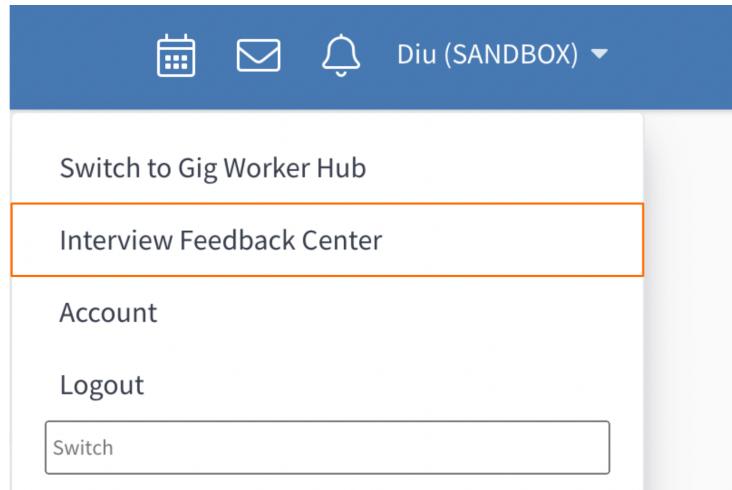 Diu (SANDBOX)
Switch to Gig Worker Hub
Interview Feedback Center
Account
Logout
Switch